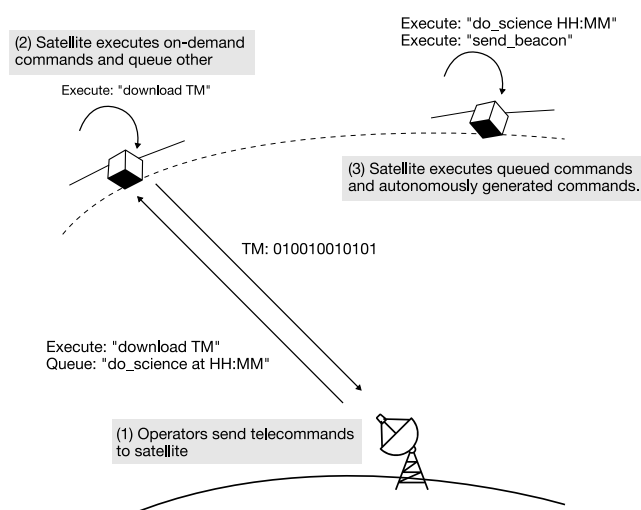 Execute: "do_science HH:MM"
Execute: "send_beacon"
(2) Satellite executes on-demand
commands and queue other
Execute: "download TM"
(3) Satellite executes queued commands
and autonomously generated commands.
TM: 010010010101
Execute: "download TM"
Queue: "do_science at HH:MM"
(1) Operators send telecommands
to satellite